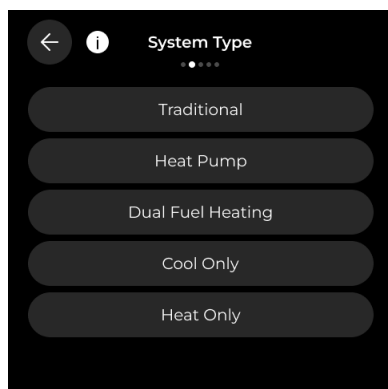 i
System Type
Traditional
Heat Pump
Dual Fuel Heating
Cool Only
Heat Only